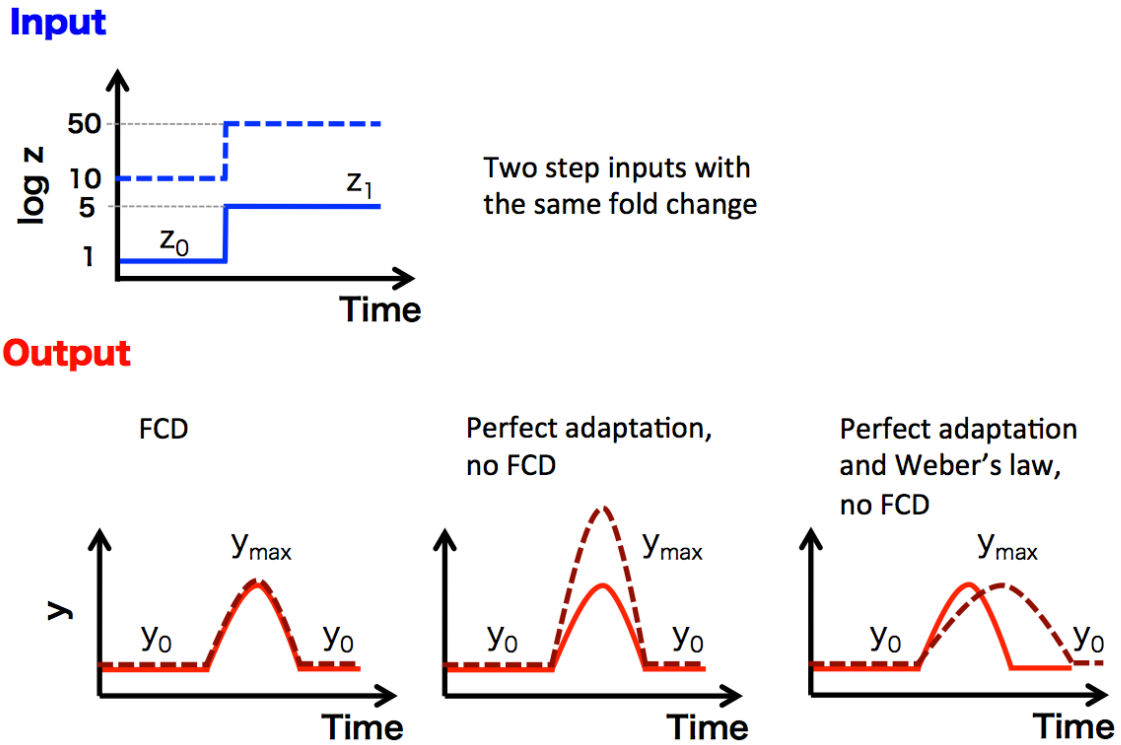 Input
log z
50
10
5
1
z0
z1
Time
Two step inputs with
the same fold change
Output
FCD
Perfect adaptation,
no FCD
Perfect adaptation
and Weber's law,
no FCD
y
ymax
y0
y0
Time
ymax
y0
y0
Time
ymax
y0
y0
Time